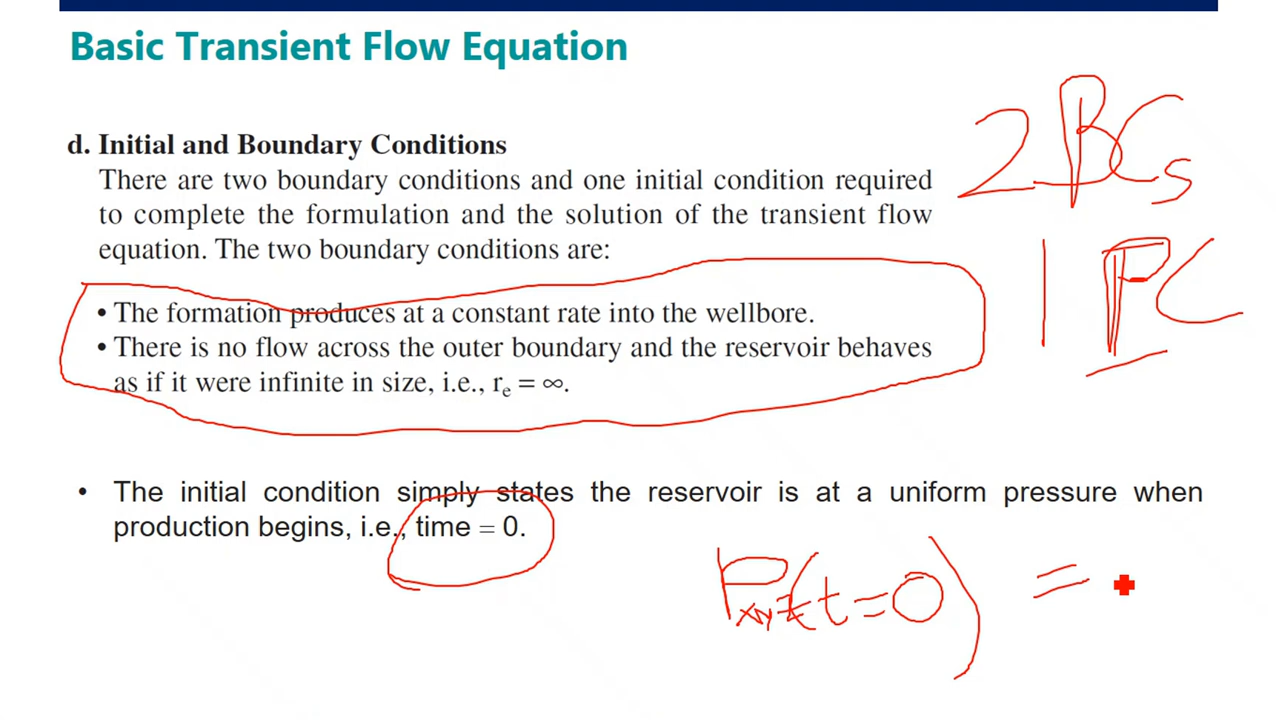 Basic Transient Flow Equation
d. Initial and Boundary Conditions
There are two boundary conditions and one initial condition required
to complete the formulation and the solution of the transient flow
equation. The two boundary conditions are:
• The formation produces at a constant rate into the wellbore.
• There is no flow across the outer boundary and the reservoir behaves
as if it were infinite in size, i.e., rₑ = ∞.
2 BCs
1 PC
• The initial condition simply states the reservoir is at a uniform pressure when
production begins, i.e., time = 0.
Pxyz(t=0) =